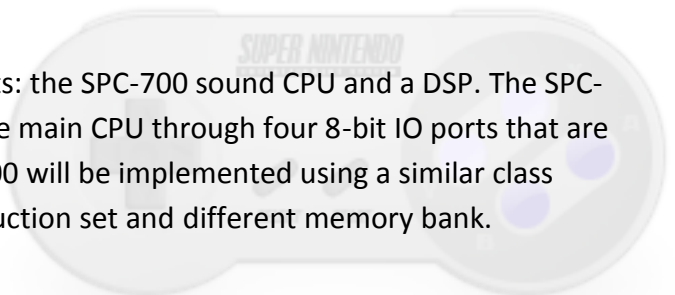 SUPER NINTENDO
ts: the SPC-700 sound CPU and a DSP. The SPC-
e main CPU through four 8-bit IO ports that are
00 will be implemented using a similar class
uction set and different memory bank.